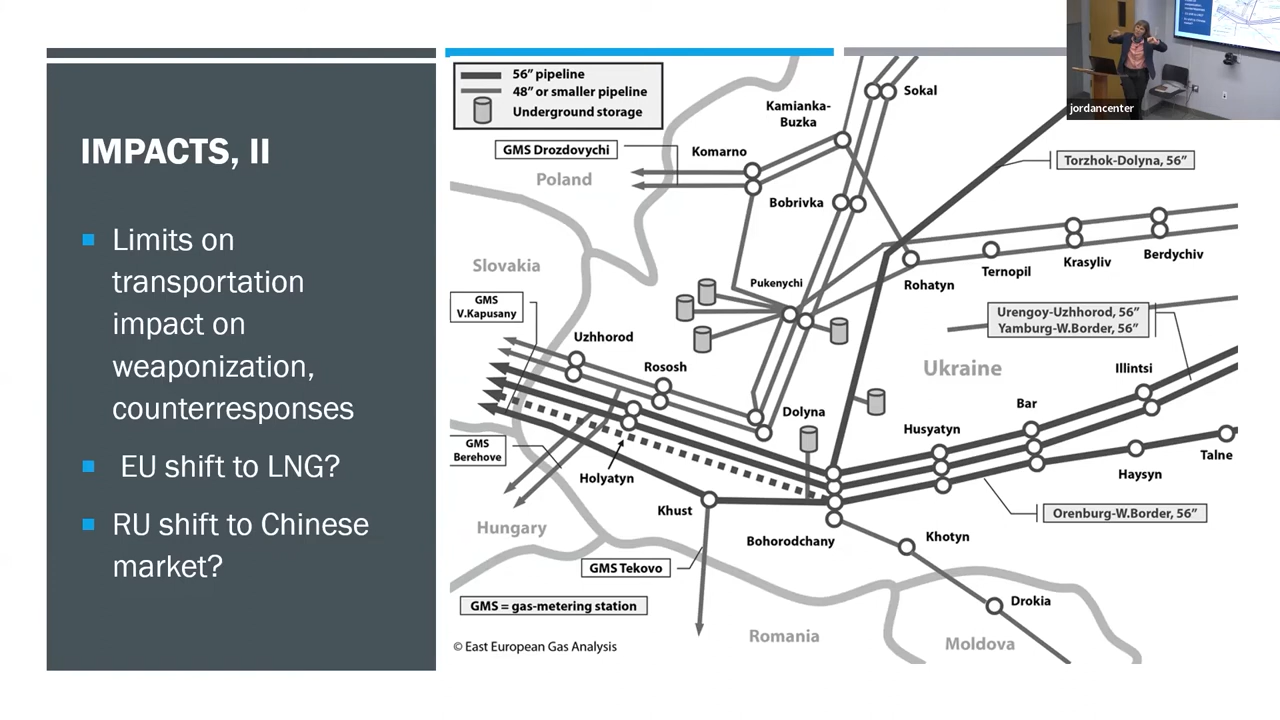 IMPACTS, II
Limits on
transportation
impact on
weaponization,
counterresponses
EU shift to LNG?
RU shift to Chinese
market?
56” pipeline
48” or smaller pipeline
Underground storage
GMS Drozdovychi
Poland
Komarno
Kamianka-
Buzka
Sokal
jordancenter
Torzhok-Dolyna, 56”
Bobrivka
Slovakia
Pukenychi
Rohatyn
Ternopil
Krasyliv
Berdychiv
GMS
V.Kapusany
Urengoy-Uzhhorod, 56”
Yamburg-W.Border, 56”
Uzhhorod
Rososh
Ukraine
Illintsi
Dolyna
Bar
Husyatyn
GMS
Berehove
Holyatyn
Haysyn
Talne
Khust
Orenburg-W.Border, 56”
Hungary
Bohorodchany
Khotyn
GMS Tekovo
GMS = gas-metering station
Drokia
Romania
Moldova
© East European Gas Analysis